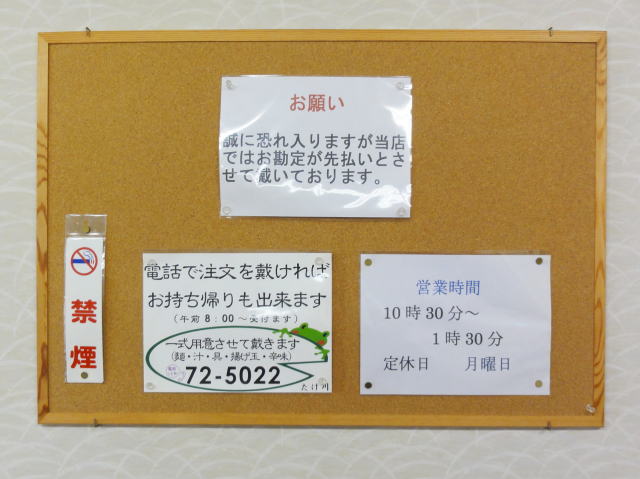 お願い
誠に恐れ入りますが当店
ではお勘定が先払いとさ
せて戴いております。
禁煙
電話で注文を戴ければ
お持ち帰りも出来ます
(午前8:00～受けます)
一式用意させて戴きます
(麺・汁・具・揚げ玉・辛味)
72-5022
たけ川
営業時間
10時30分～
1時30分
定休日 月曜日